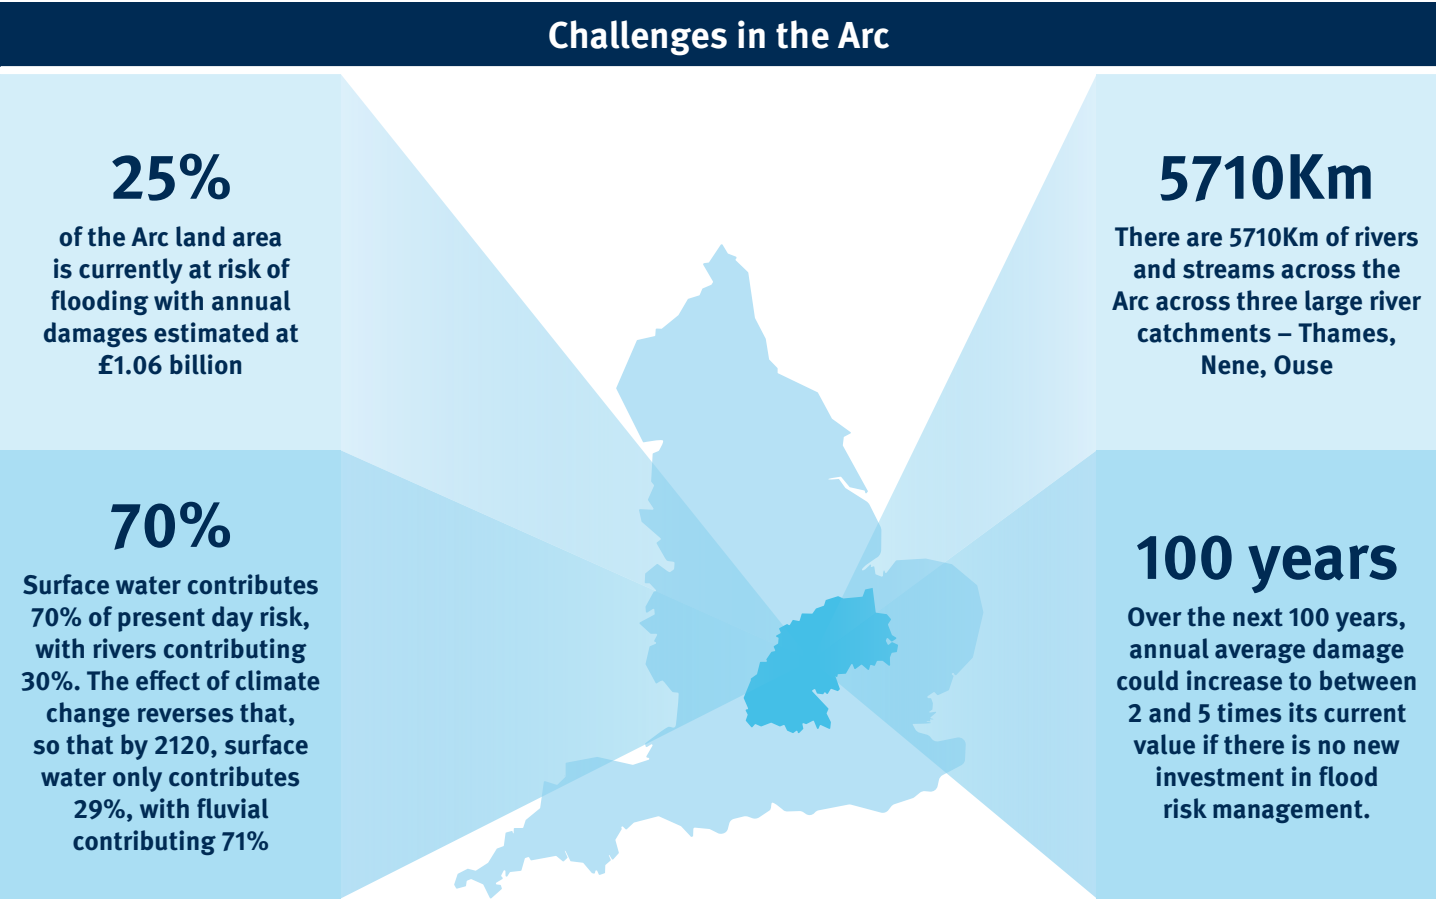 Challenges in the Arc
25%
of the Arc land area
is currently at risk of
flooding with annual
damages estimated at
£1.06 billion
70%
Surface water contributes
70% of present day risk,
with rivers contributing
30%. The effect of climate
change reverses that,
so that by 2120, surface
water only contributes
29%, with fluvial
contributing 71%
5710Km
There are 5710Km of rivers
and streams across the
Arc across three large river
catchments – Thames,
Nene, Ouse
100 years
Over the next 100 years,
annual average damage
could increase to between
2 and 5 times its current
value if there is no new
investment in flood
risk management.